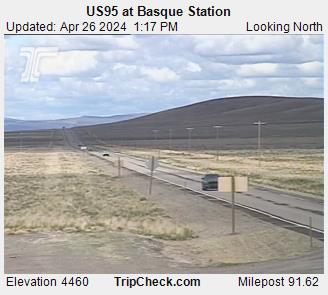 US95 at Basque Station
Updated: Apr 26 2024 1:17 PM Looking North
Elevation 4460 TripCheck.com Milepost 91.62